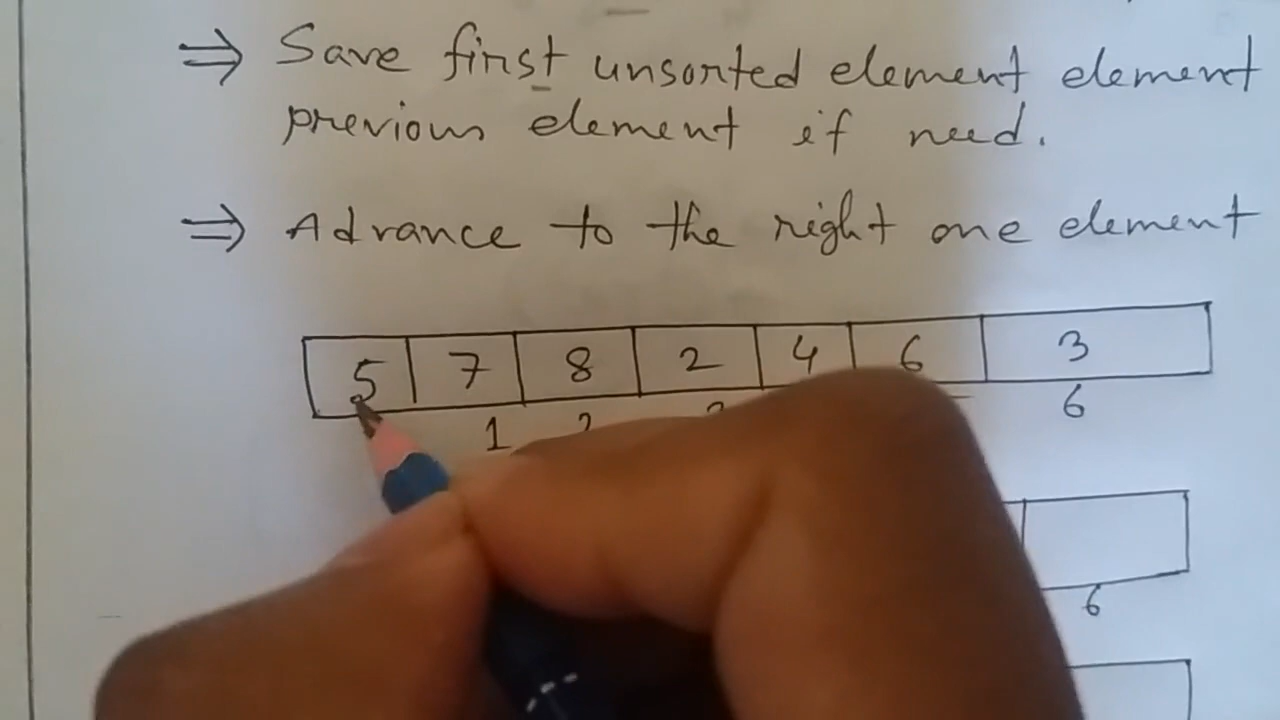 ⇒ Save first unsorted element element
previous element if need.
⇒ Advance to the right one element
5 7 8 2 4 6 3
1 2 6
6